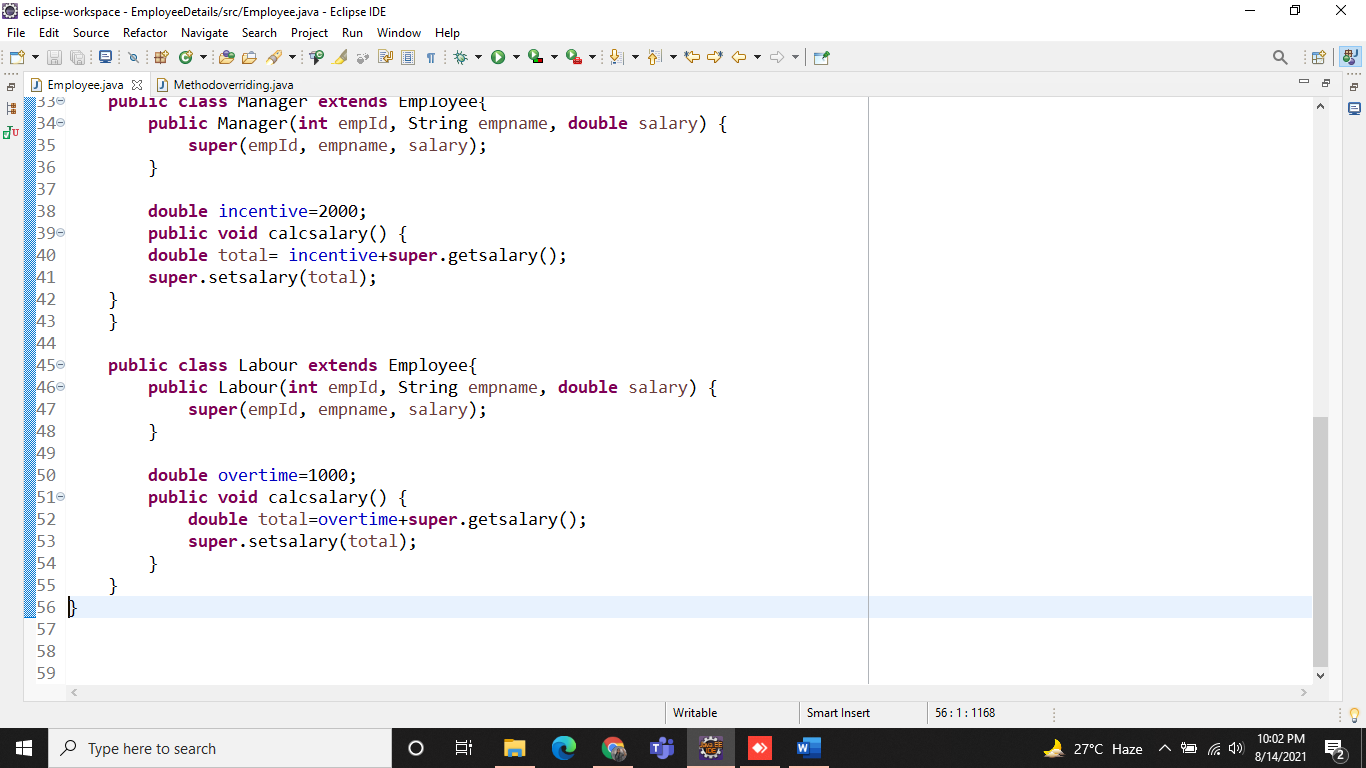 eclipse-workspace - EmployeeDetails/src/Employee.java - Eclipse IDE
File Edit Source Refactor Navigate Search Project Run Window Help
Employee.java Methodoverriding.java
33 public class Manager extends Employee{
34 public Manager(int empId, String empname, double salary) {
35 super(empId, empname, salary);
36 }
37
38 double incentive=2000;
39 public void calcsalary() {
40 double total= incentive+super.getsalary();
41 super.setsalary(total);
42 }
43 }
44
45 public class Labour extends Employee{
46 public Labour(int empId, String empname, double salary) {
47 super(empId, empname, salary);
48 }
49
50 double overtime=1000;
51 public void calcsalary() {
52 double total=overtime+super.getsalary();
53 super.setsalary(total);
54 }
55 }
56 }
57
58
59
Writable Smart Insert 56 : 1 : 1168
Type here to search
27°C Haze
10:02 PM
8/14/2021
2